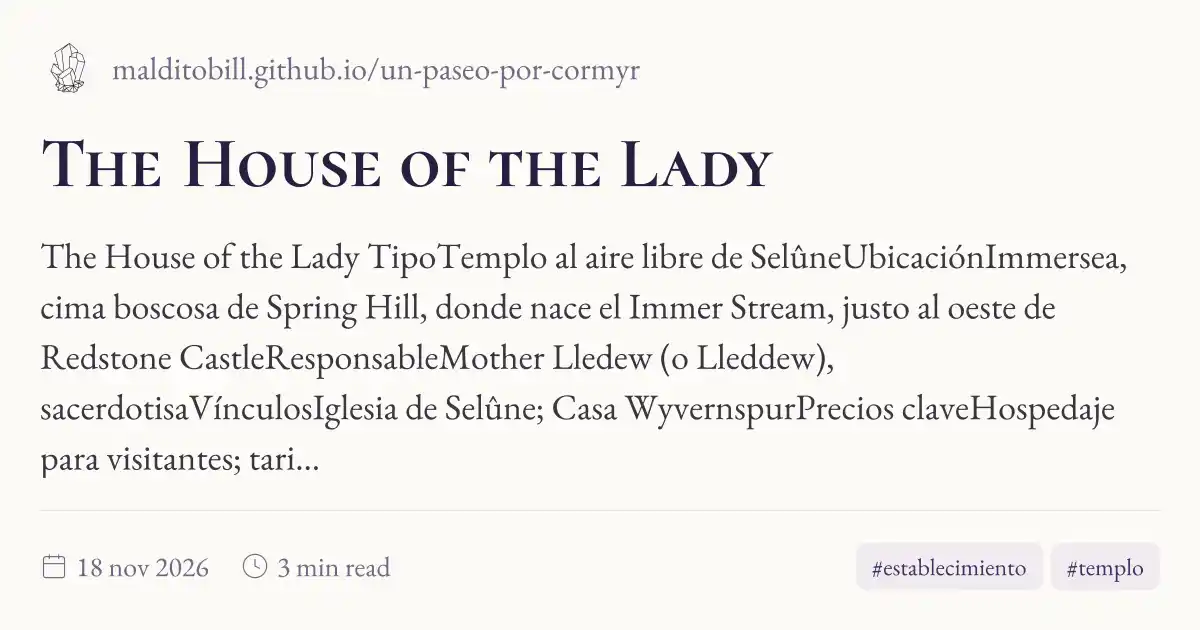 malditobill.github.io/un-paseo-por-cormyr
The House of the Lady
The House of the Lady TipoTemplo al aire libre de SelûneUbicaciónImmersea,
cima boscosa de Spring Hill, donde nace el Immer Stream, justo al oeste de
Redstone CastleResponsableMother Lledew (o Lleddew),
sacerdotisaVínculosIglesia de Selûne; Casa WyvernspurPrecios claveHospedaje
para visitantes; tari...
18 nov 2026 3 min read #establecimiento #templo